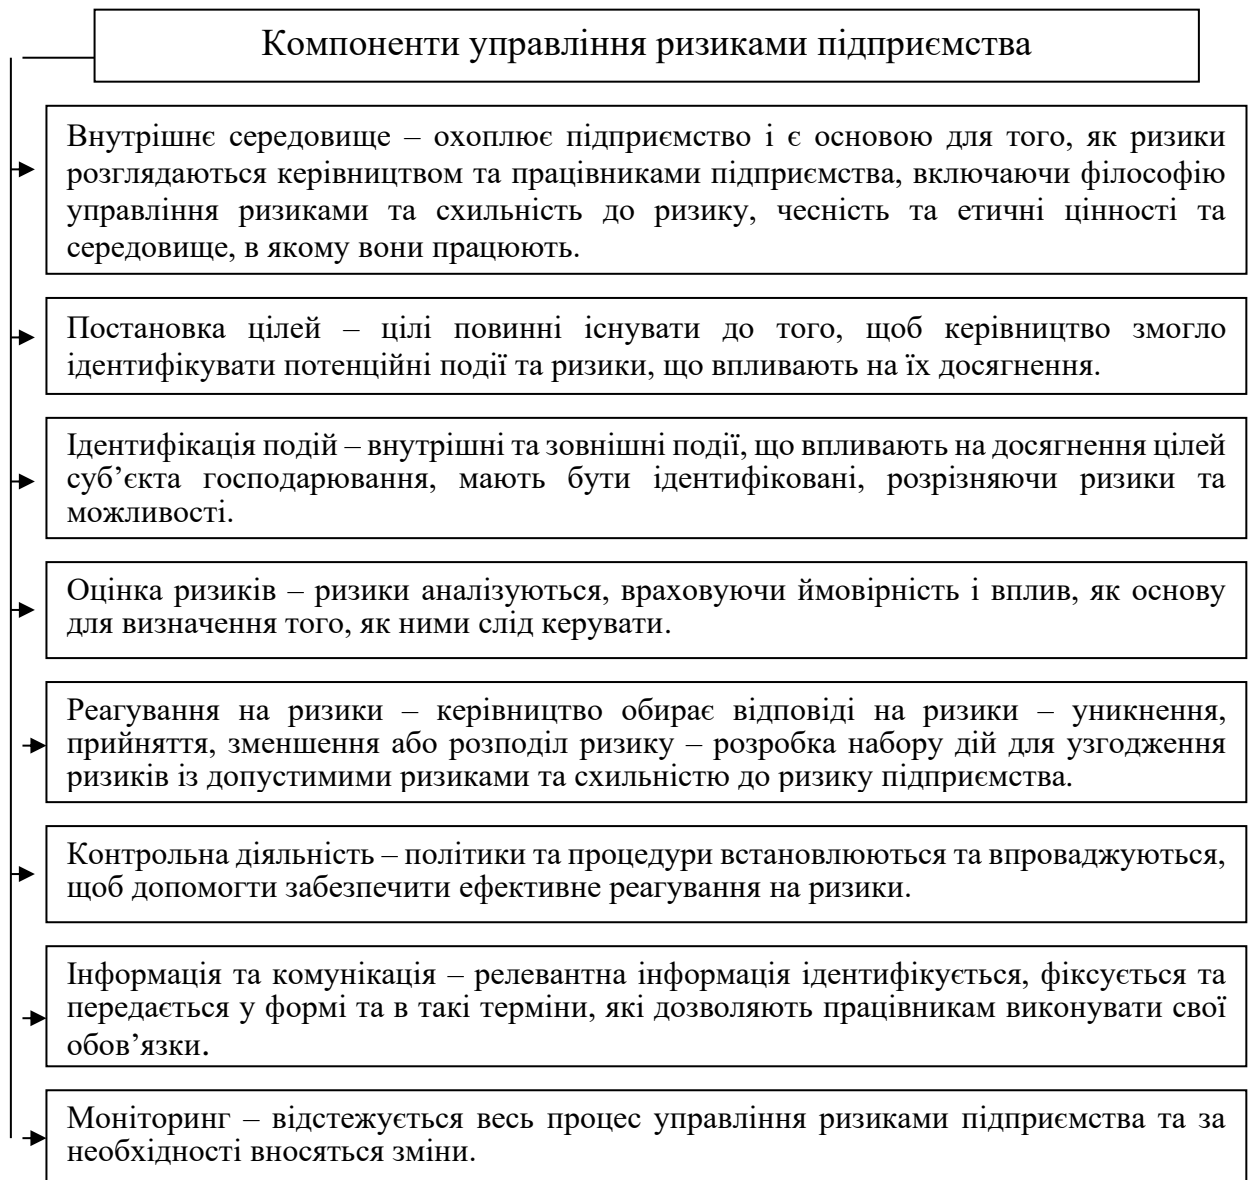 Компоненти управління ризиками підприємства
Внутрішнє середовище – охоплює підприємство і є основою для того, як ризики
розглядаються керівництвом та працівниками підприємства, включаючи філософію
управління ризиками та схильність до ризику, чесність та етичні цінності та
середовище, в якому вони працюють.
Постановка цілей – цілі повинні існувати до того, щоб керівництво змогло
ідентифікувати потенційні події та ризики, що впливають на їх досягнення.
Ідентифікація подій – внутрішні та зовнішні події, що впливають на досягнення цілей
суб’єкта господарювання, мають бути ідентифіковані, розрізняючи ризики та
можливості.
Оцінка ризиків – ризики аналізуються, враховуючи ймовірність і вплив, як основу
для визначення того, як ними слід керувати.
Реагування на ризики – керівництво обирає відповіді на ризики – уникнення,
прийняття, зменшення або розподіл ризику – розробка набору дій для узгодження
ризиків із допустимими ризиками та схильністю до ризику підприємства.
Контрольна діяльність – політики та процедури встановлюються та впроваджуються,
щоб допомогти забезпечити ефективне реагування на ризики.
Інформація та комунікація – релевантна інформація ідентифікується, фіксується та
передається у формі та в такі терміни, які дозволяють працівникам виконувати свої
обов’язки.
Моніторинг – відстежується весь процес управління ризиками підприємства та за
необхідності вносяться зміни.